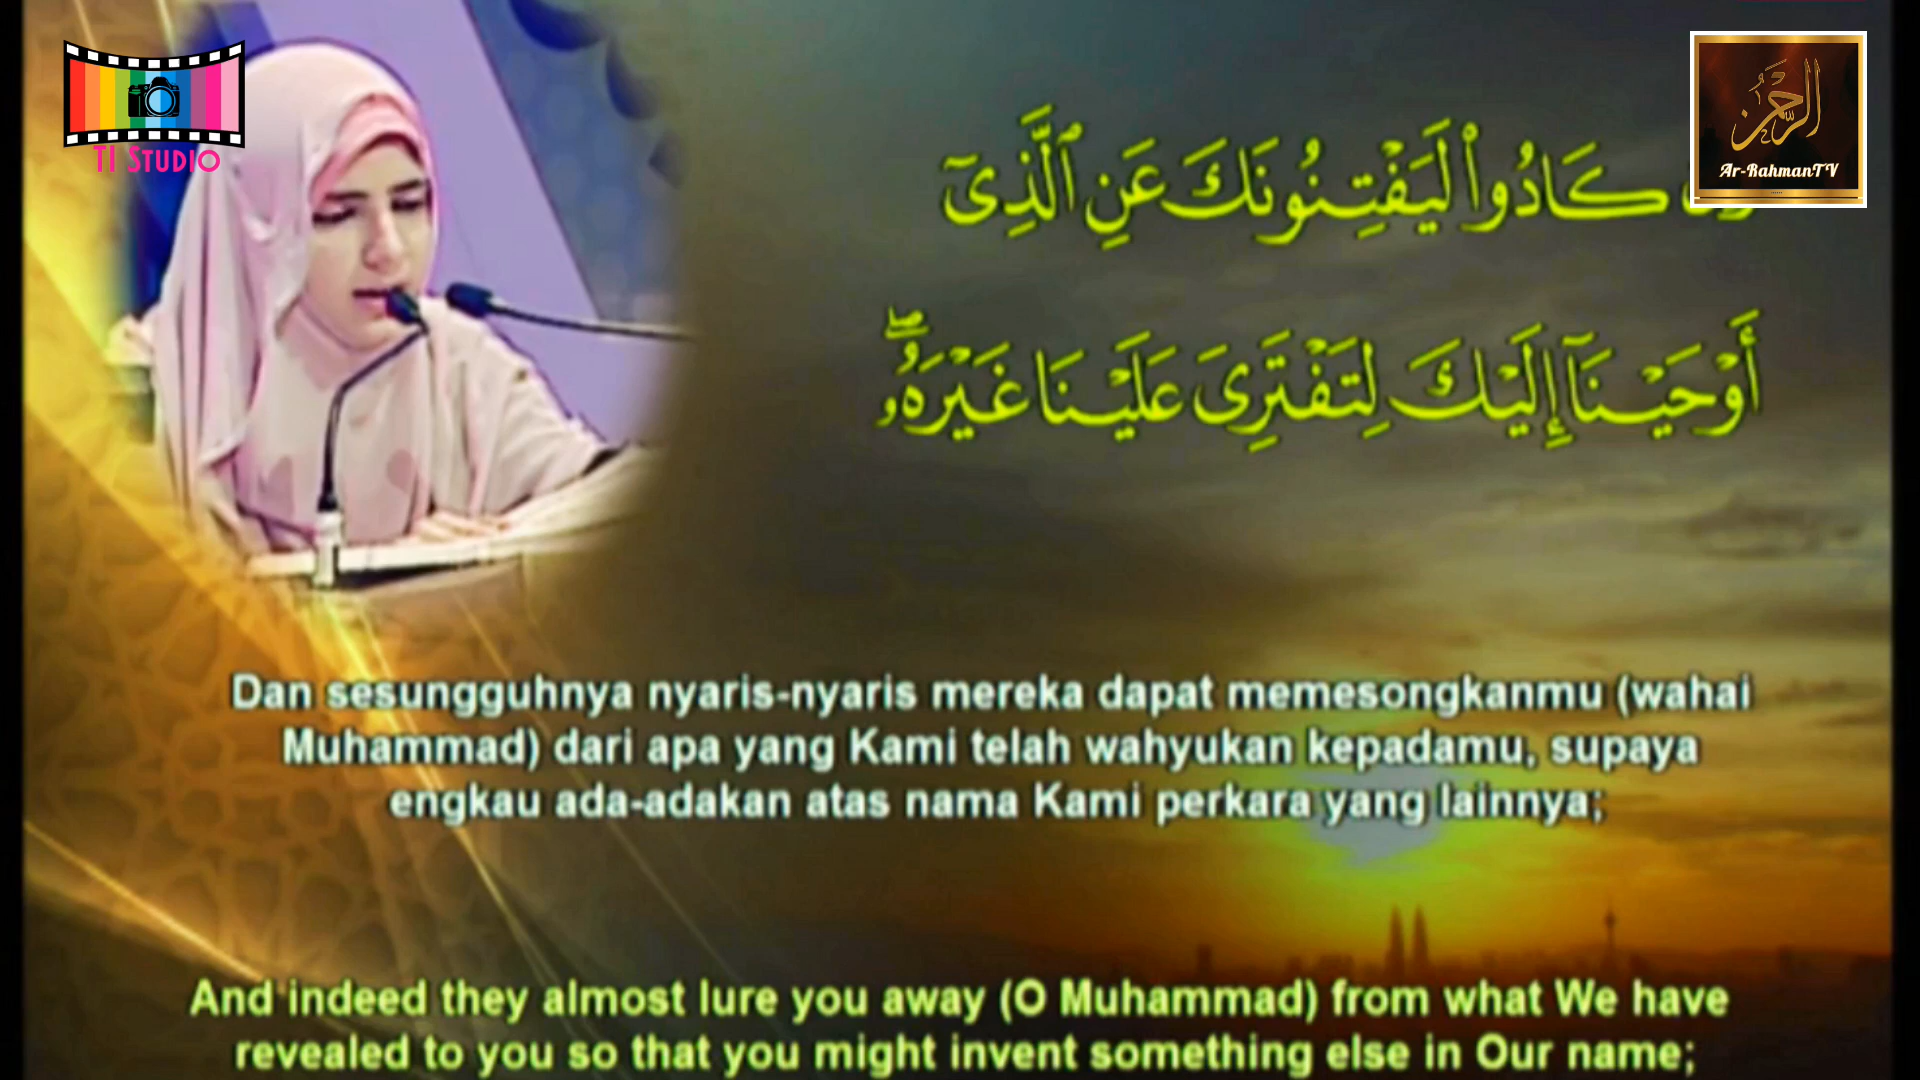 TI STUDIO
الرحمن
Ar-RahmanTV
كَادُوا۟ لَيَفْتِنُونَكَ عَنِ ٱلَّذِىٓ
أَوْحَيْنَآ إِلَيْكَ لِتَفْتَرِىَ عَلَيْنَا غَيْرَهُۥۖ
Dan sesungguhnya nyaris-nyaris mereka dapat memesongkanmu (wahai
Muhammad) dari apa yang Kami telah wahyukan kepadamu, supaya
engkau ada-adakan atas nama Kami perkara yang lainnya;
And indeed they almost lure you away (O Muhammad) from what We have
revealed to you so that you might invent something else in Our name;